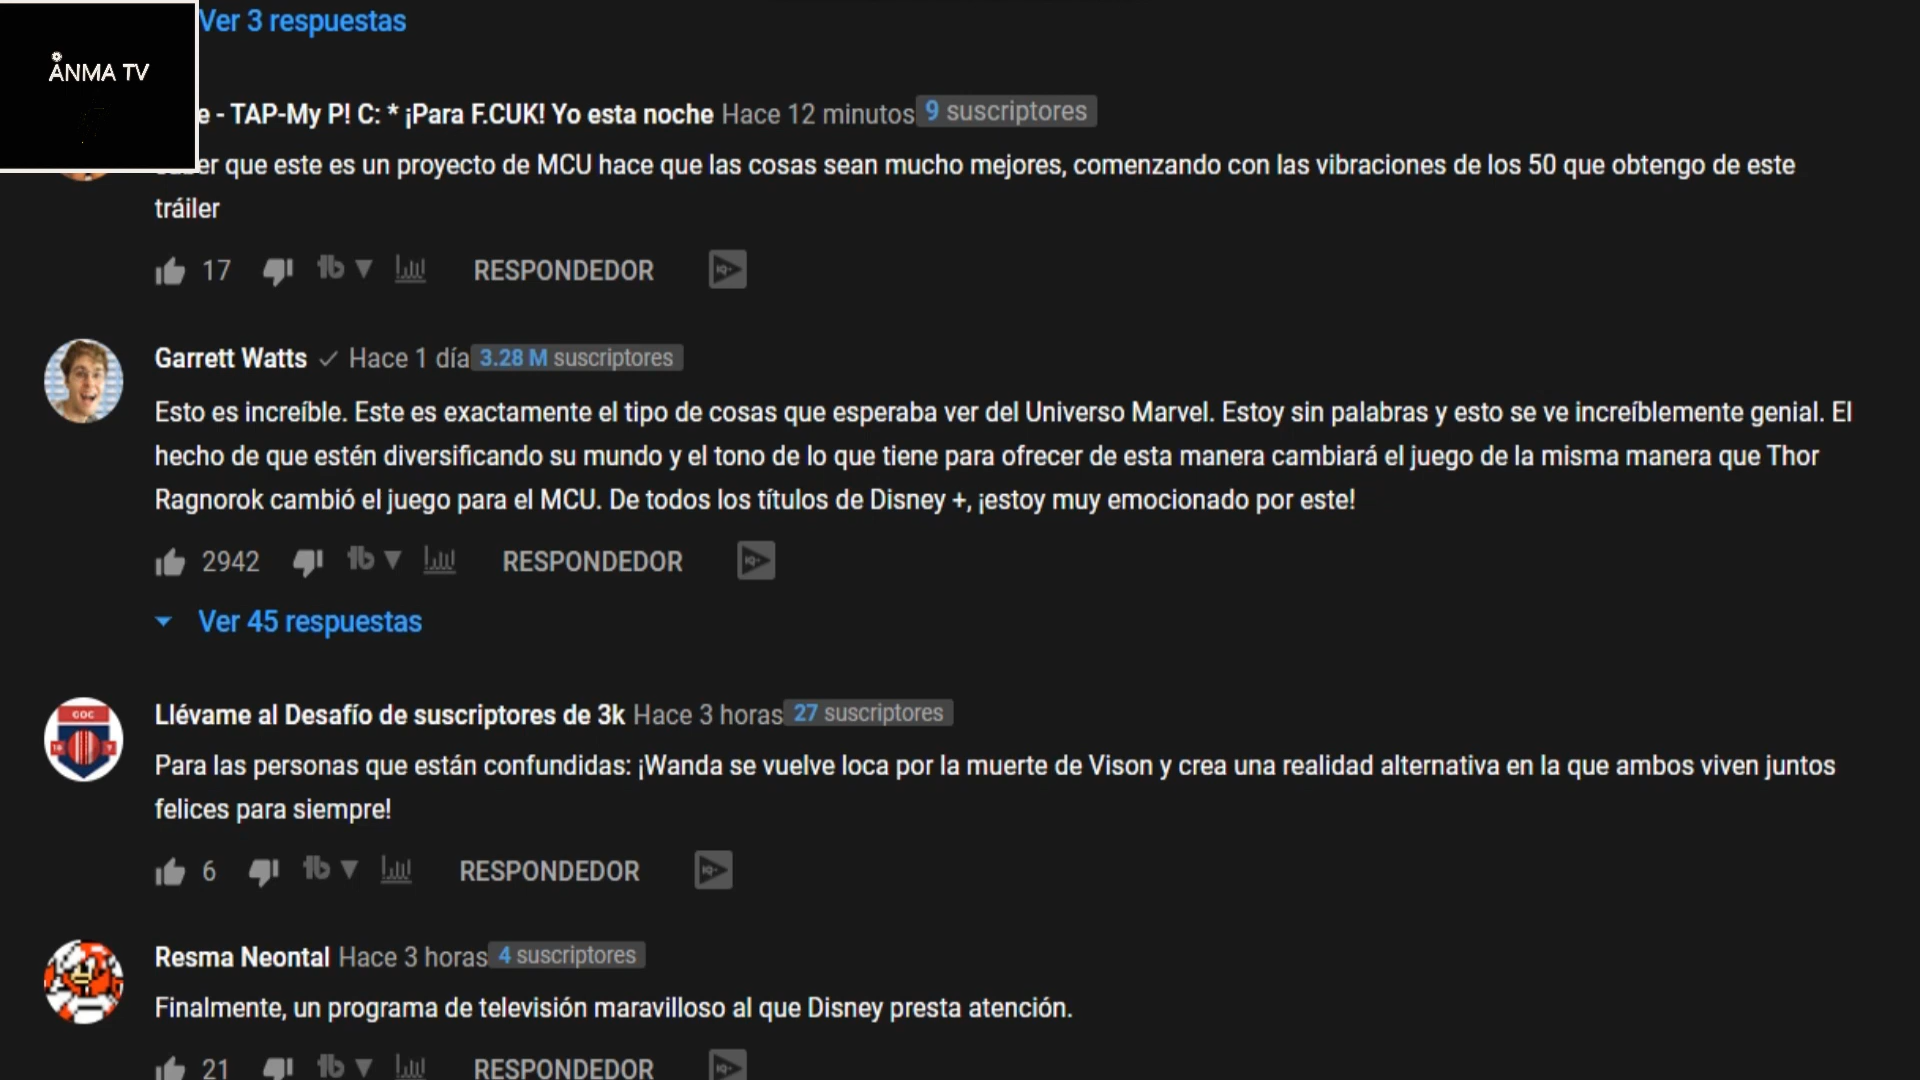 Ver 3 respuestas
ÅNMA TV
e - TAP-My P! C: * ¡Para F.CUK! Yo esta noche Hace 12 minutos 9 suscriptores
er que este es un proyecto de MCU hace que las cosas sean mucho mejores, comenzando con las vibraciones de los 50 que obtengo de este
tráiler
17 RESPONDEDOR
Garrett Watts Hace 1 día 3.28 M suscriptores
Esto es increíble. Este es exactamente el tipo de cosas que esperaba ver del Universo Marvel. Estoy sin palabras y esto se ve increíblemente genial. El
hecho de que estén diversificando su mundo y el tono de lo que tiene para ofrecer de esta manera cambiará el juego de la misma manera que Thor
Ragnorok cambió el juego para el MCU. De todos los títulos de Disney +, ¡estoy muy emocionado por este!
2942 RESPONDEDOR
Ver 45 respuestas
Llévame al Desafío de suscriptores de 3k Hace 3 horas 27 suscriptores
Para las personas que están confundidas: ¡Wanda se vuelve loca por la muerte de Vison y crea una realidad alternativa en la que ambos viven juntos
felices para siempre!
6 RESPONDEDOR
Resma Neontal Hace 3 horas 4 suscriptores
Finalmente, un programa de televisión maravilloso al que Disney presta atención.
21 RESPONDEDOR